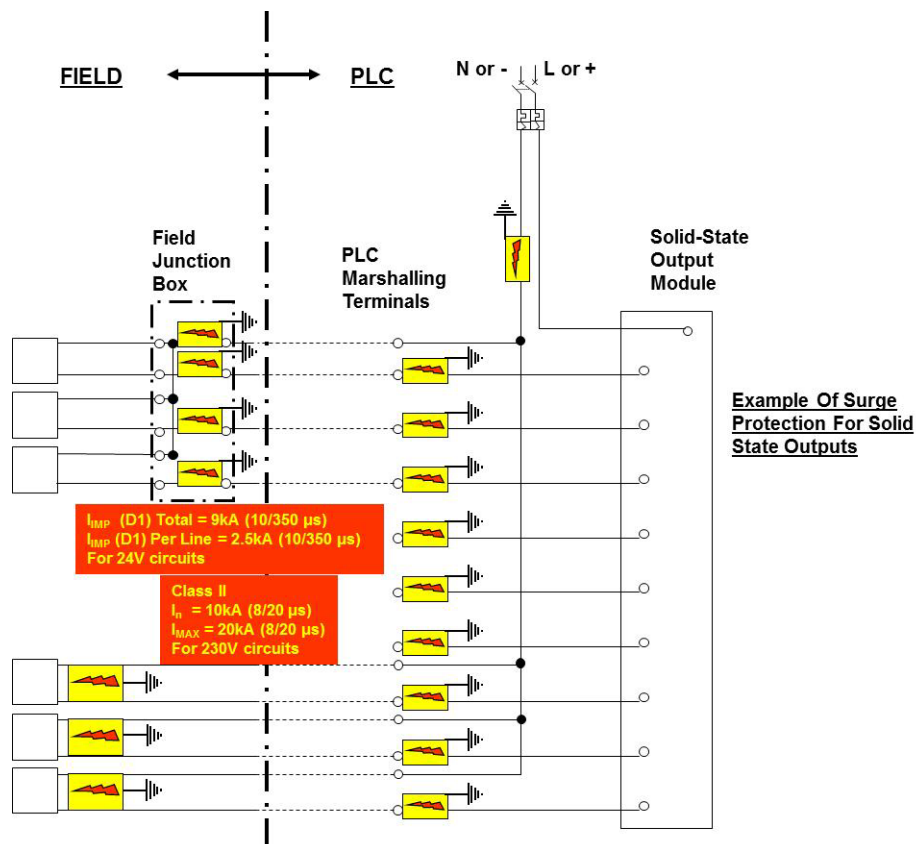 N or -
L or +
FIELD
PLC
Field
Junction
Box
PLC
Marshalling
Terminals
Solid-State
Output
Module
Example Of Surge
Protection For Solid
State Outputs
IIMP (D1) Total = 9kA (10/350 µs)
IIMP (D1) Per Line = 2.5kA (10/350 µs)
For 24V circuits
Class II
In = 10kA (8/20 µs)
IMAX = 20kA (8/20 µs)
For 230V circuits